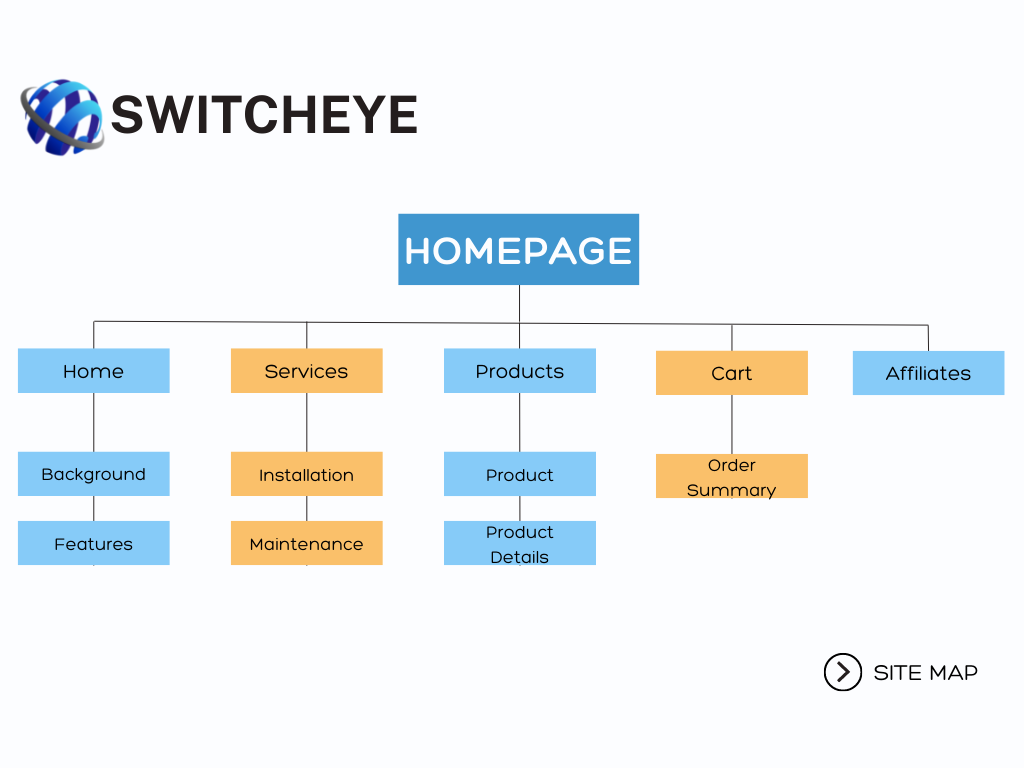 SWITCHEYE
HOMEPAGE
Home
Services
Products
Cart
Affiliates
Background
Installation
Product
Order
Summary
Features
Maintenance
Product
Details
SITE MAP